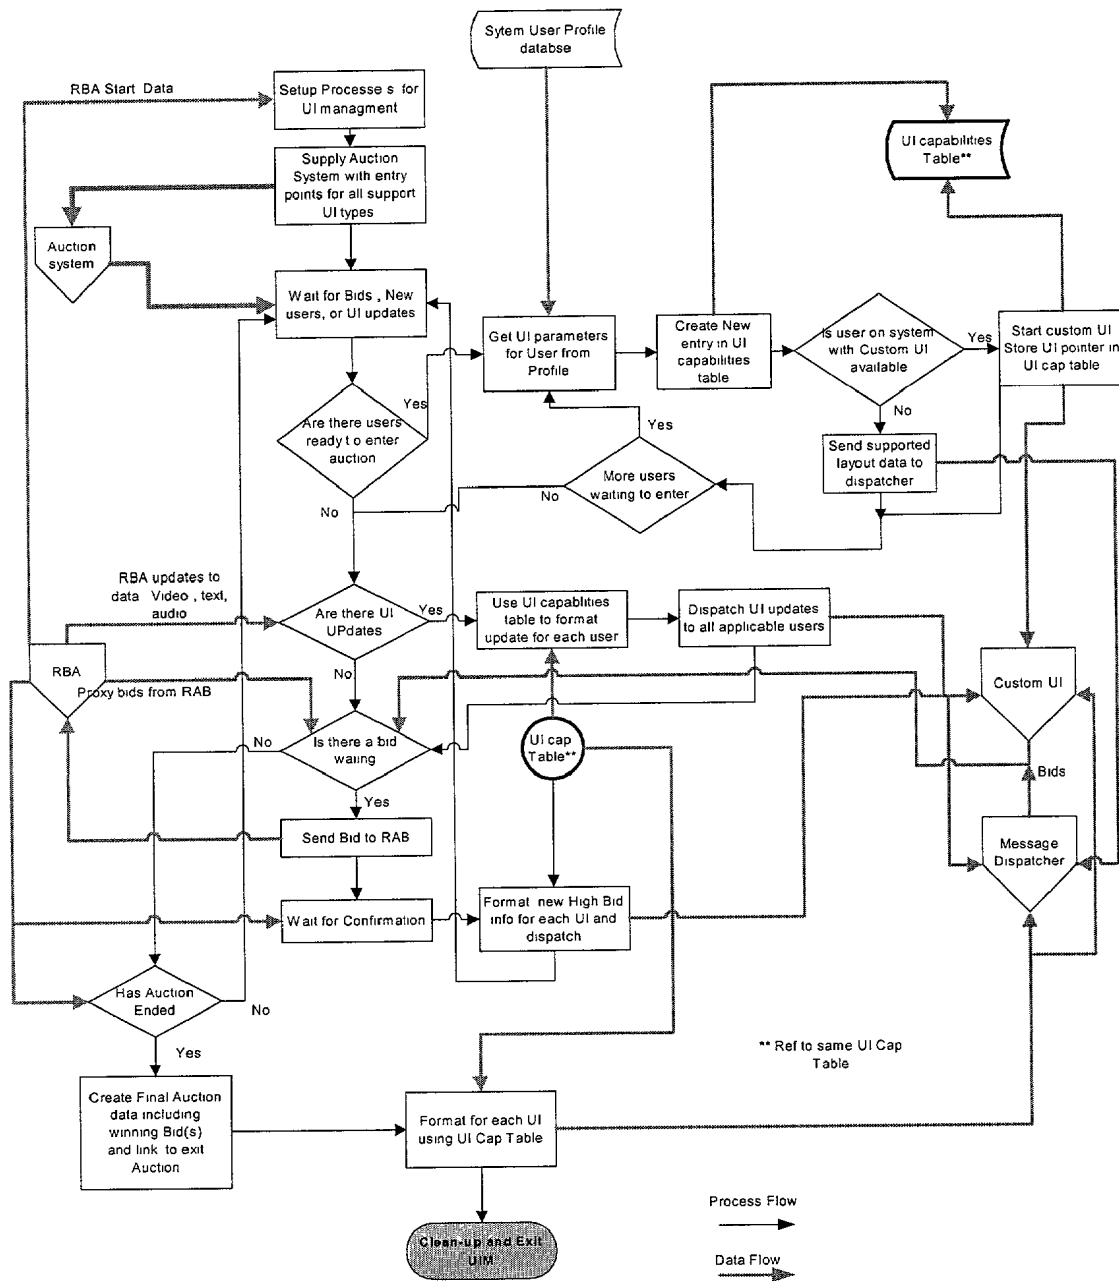 Sytem User Profile
databse
RBA Start Data
Setup Processe s for
UI managment
UI capabilities
Table**
Supply Auction
System with entry
points for all support
UI types
Auction
system
Wait for Bids , New
users, or UI updates
Get UI parameters
for User from
Profile
Create New
entry in UI
capabilities
table
Is user on system
with Custom UI
available
Yes
Start custom UI
Store UI pointer in
UI cap table
Yes
Are there users
ready t o enter
auction
No
Yes
Send supported
layout data to
dispatcher
More users
waiting to enter
No
No
RBA updates to
data Video , text,
audio
Are there UI
UPdates
Yes
Use UI capablities
table to format
update for each user
Dispatch UI updates
to all applicable users
RBA
No
Proxy bids from RAB
Custom UI
No
Is there a bid
waiing
UI cap
Table**
Bids
Yes
Send Bid to RAB
Message
Dispatcher
Wait for Confirmation
Format new High Bid
info for each UI and
dispatch
Has Auction
Ended
No
Yes
** Ref to same UI Cap
Table
Create Final Auction
data including
winning Bid(s)
and link to exit
Auction
Format for each UI
using UI Cap Table
Process Flow
Clean-up and Exit
UIM
Data Flow